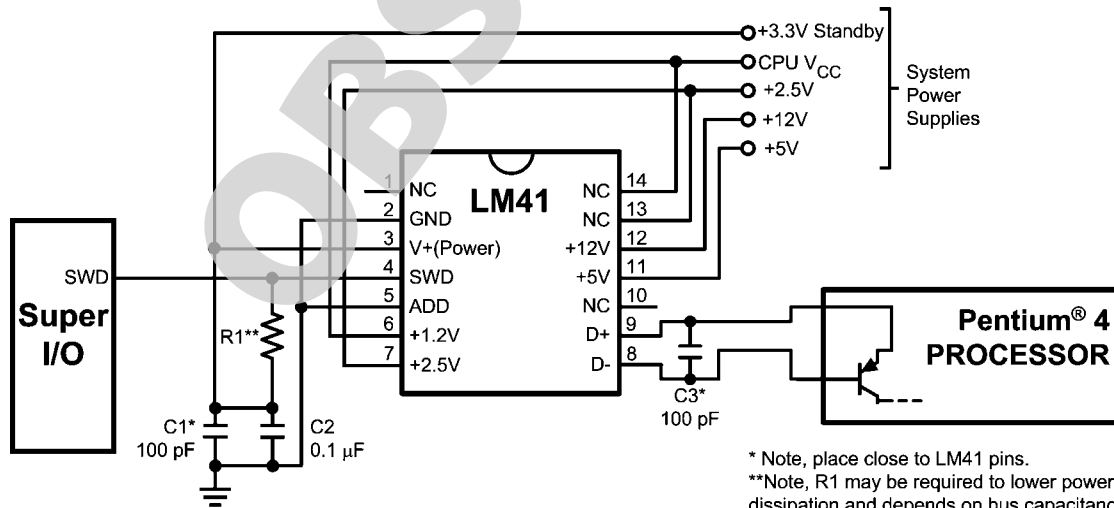 OBS
+3.3V Standby
CPU VCC
+2.5V
+12V
+5V
System
Power
Supplies
LM41
1 NC
2 GND
3 V+(Power)
4 SWD
5 ADD
6 +1.2V
7 +2.5V
NC 14
NC 13
+12V 12
+5V 11
NC 10
D+ 9
D- 8
SWD
Super
I/O
R1**
C1*
100 pF
C2
0.1 μF
C3*
100 pF
Pentium® 4
PROCESSOR
* Note, place close to LM41 pins.
**Note, R1 may be required to lower power
dissipation and depends on bus capacitance